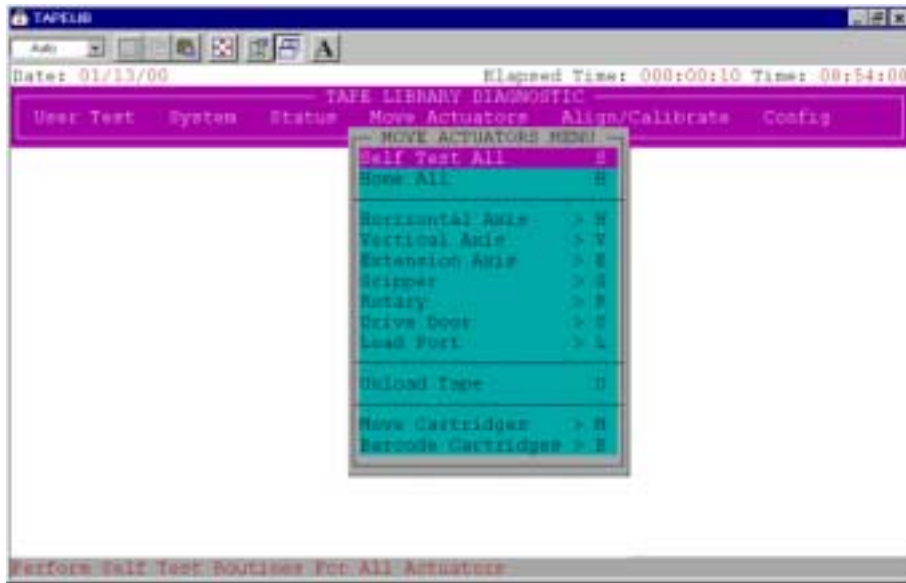 TAPELIB
Auto
A
Date: 01/13/00 Elapsed Time: 000:00:10 Time: 08:54:00
TAPE LIBRARY DIAGNOSTIC
User Test System Status Move Actuators Align/Calibrate Config
MOVE ACTUATORS MENU
Self Test All S
Home All H
Horizontal Axis > H
Vertical Axis > V
Extension Axis > E
Gripper > G
Rotary > R
Drive Door >
Load Port > L
Unload Tape U
Move Cartridges > M
Barcode Cartridges > B
Perform Self Test Routines For All Actuators